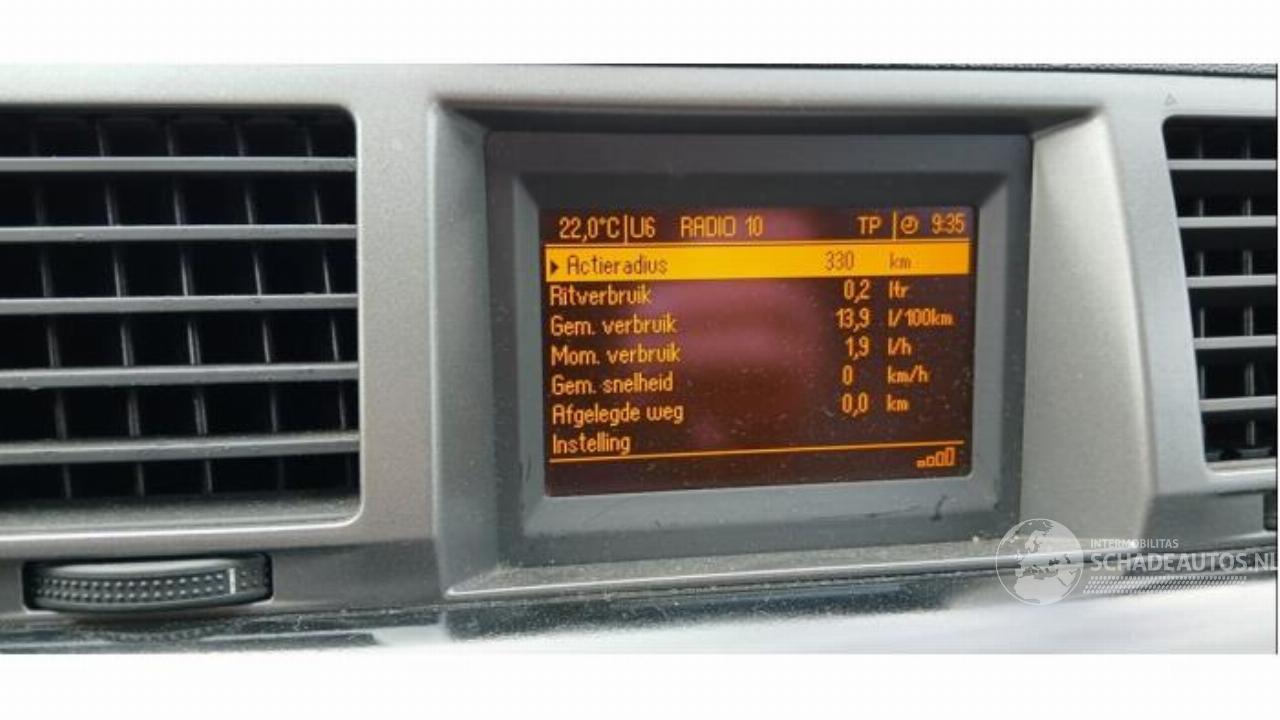 22,0°C|U6 RADIO 10 TP | 9:35
Actieradius 330 km
Ritverbruik 0,2 ltr
Gem. verbruik 13,9 l/100km
Mom. verbruik 1,9 l/h
Gem. snelheid 0 km/h
Afgelegde weg 0,0 km
Instelling
INTERMOBILITAS
SCHADEAUTOS.NL